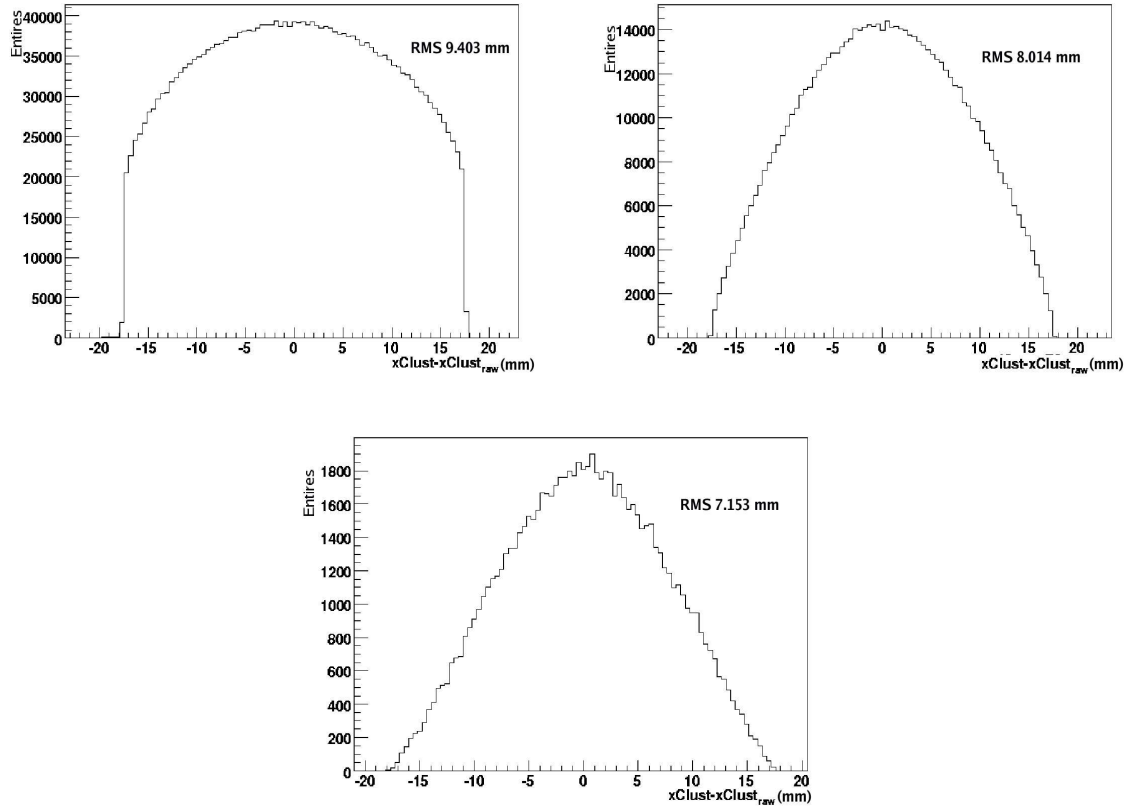 Entires
40000
35000
30000
25000
20000
15000
10000
5000
0
RMS 9.403 mm
-20 -15 -10 -5 0 5 10 15 20
xClust-xClust_raw (mm)
Entires
14000
12000
10000
8000
6000
4000
2000
0
RMS 8.014 mm
-20 -15 -10 -5 0 5 10 15 20
xClust-xClust_raw (mm)
Entires
1800
1600
1400
1200
1000
800
600
400
200
0
RMS 7.153 mm
-20 -15 -10 -5 0 5 10 15 20
xClust-xClust_raw (mm)